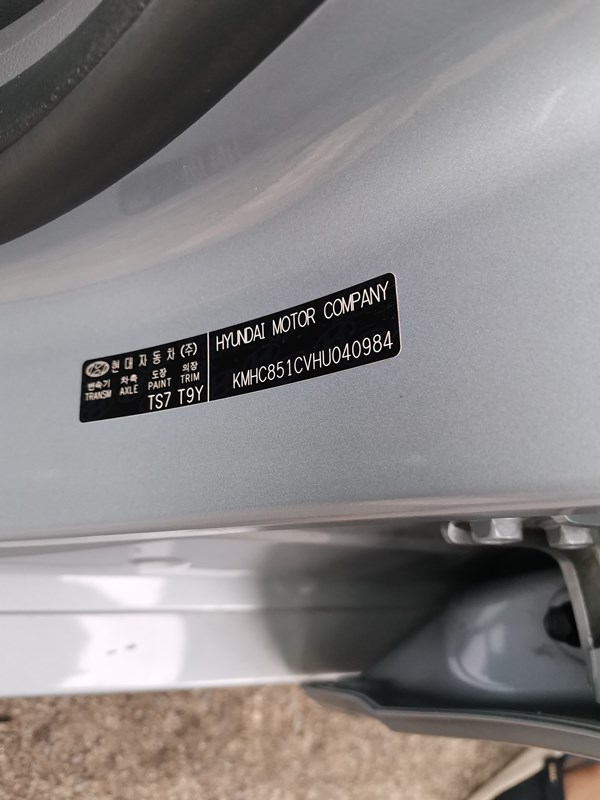 현대자동차(주)
변속기 차축 도장 의장
TRANSM AXLE PAINT TRIM
TS7 T9Y
HYUNDAI MOTOR COMPANY
KMHC851CVHU040984